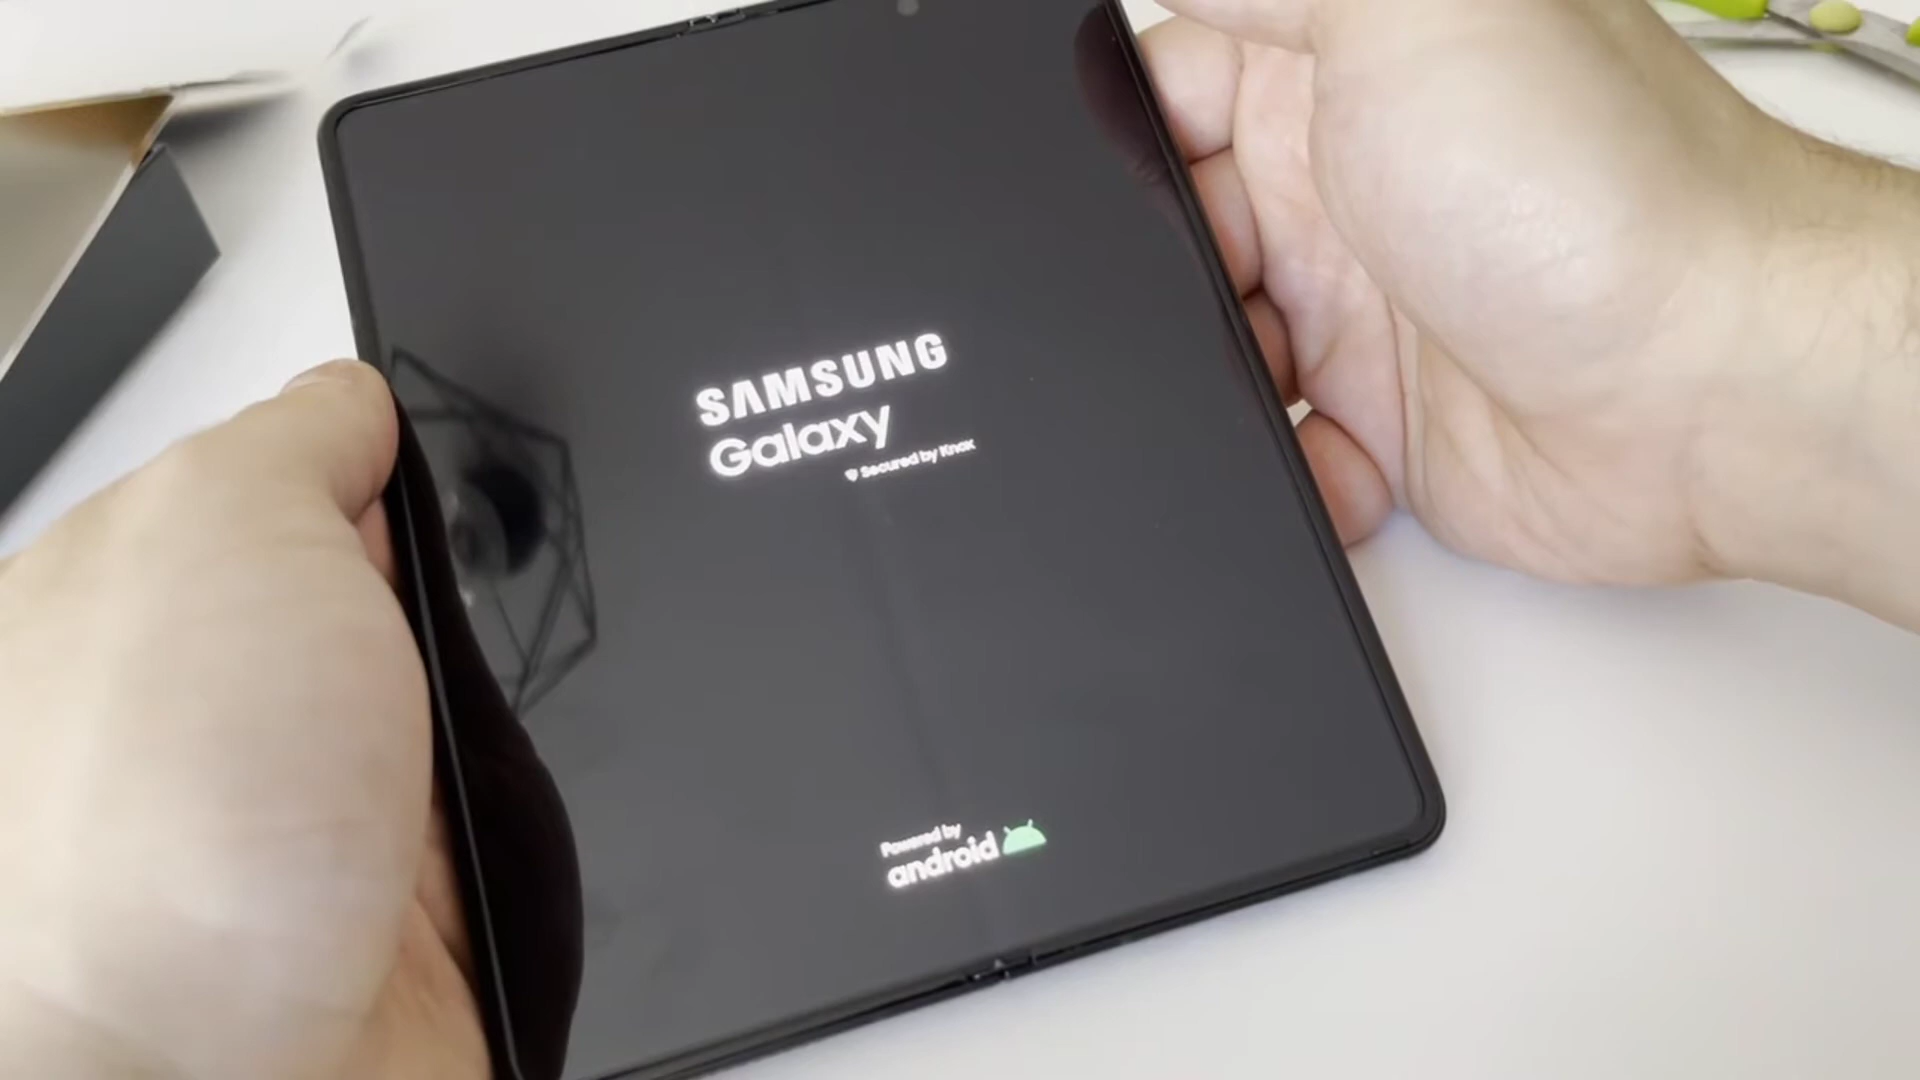 SAMSUNG
Galaxy
Secured by Knox
Powered by
android